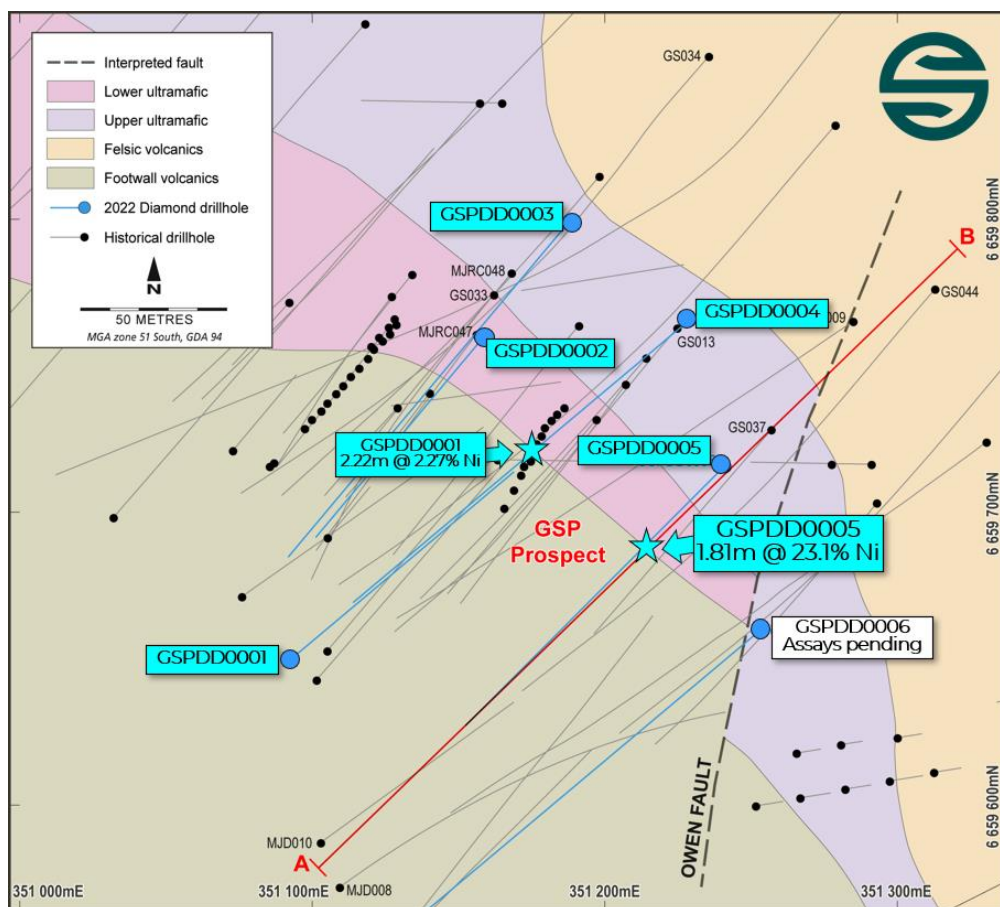 Interpreted fault
Lower ultramafic
Upper ultramafic
Felsic volcanics
Footwall volcanics
2022 Diamond drillhole
Historical drillhole
N
50 METRES
MGA zone 51 South, GDA 94
GS034
6 659 800mN
GSPDD0003
B
MJRC048
GS033
GS044
GSPDD0004
009
MJRC047
GSPDD0002
GS013
GS037
GSPDD0001
2.22m @ 2.27% Ni
GSPDD0005
6 659 700mN
GSP
Prospect
GSPDD0005
1.81m @ 23.1% Ni
GSPDD0006
Assays pending
GSPDD0001
OWEN FAULT
6 659 600mN
MJD010
A
MJD008
351 000mE
351 100mE
351 200mE
351 300mE